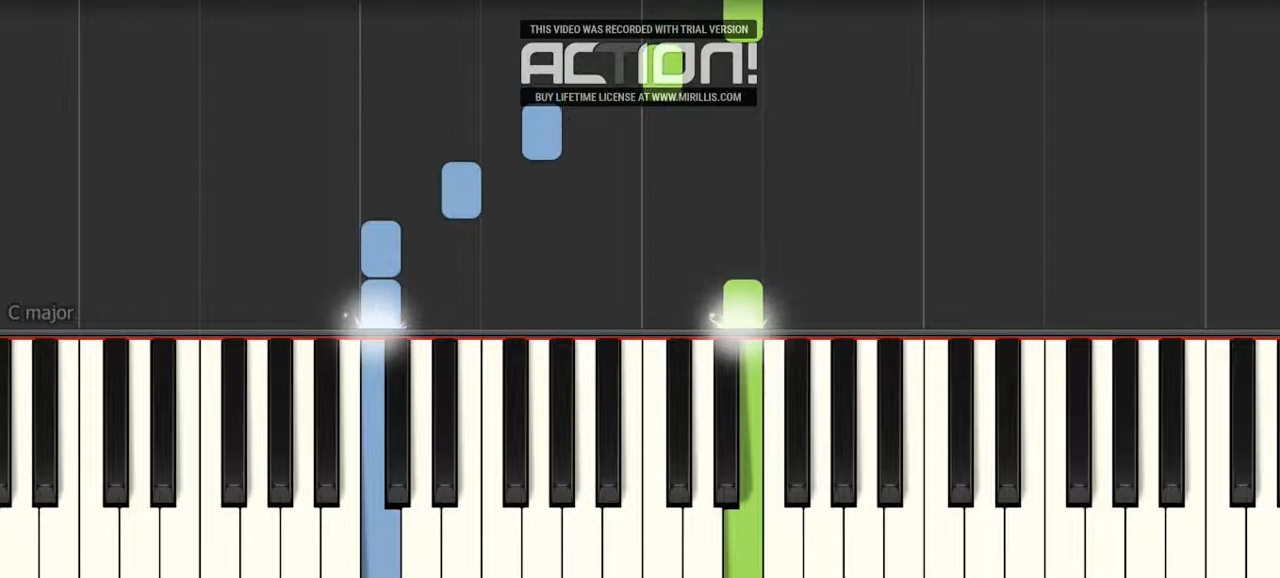 THIS VIDEO WAS RECORDED WITH TRIAL VERSION
ACTION!
BUY LIFETIME LICENSE AT WWW.MIRILLIS.COM
C major